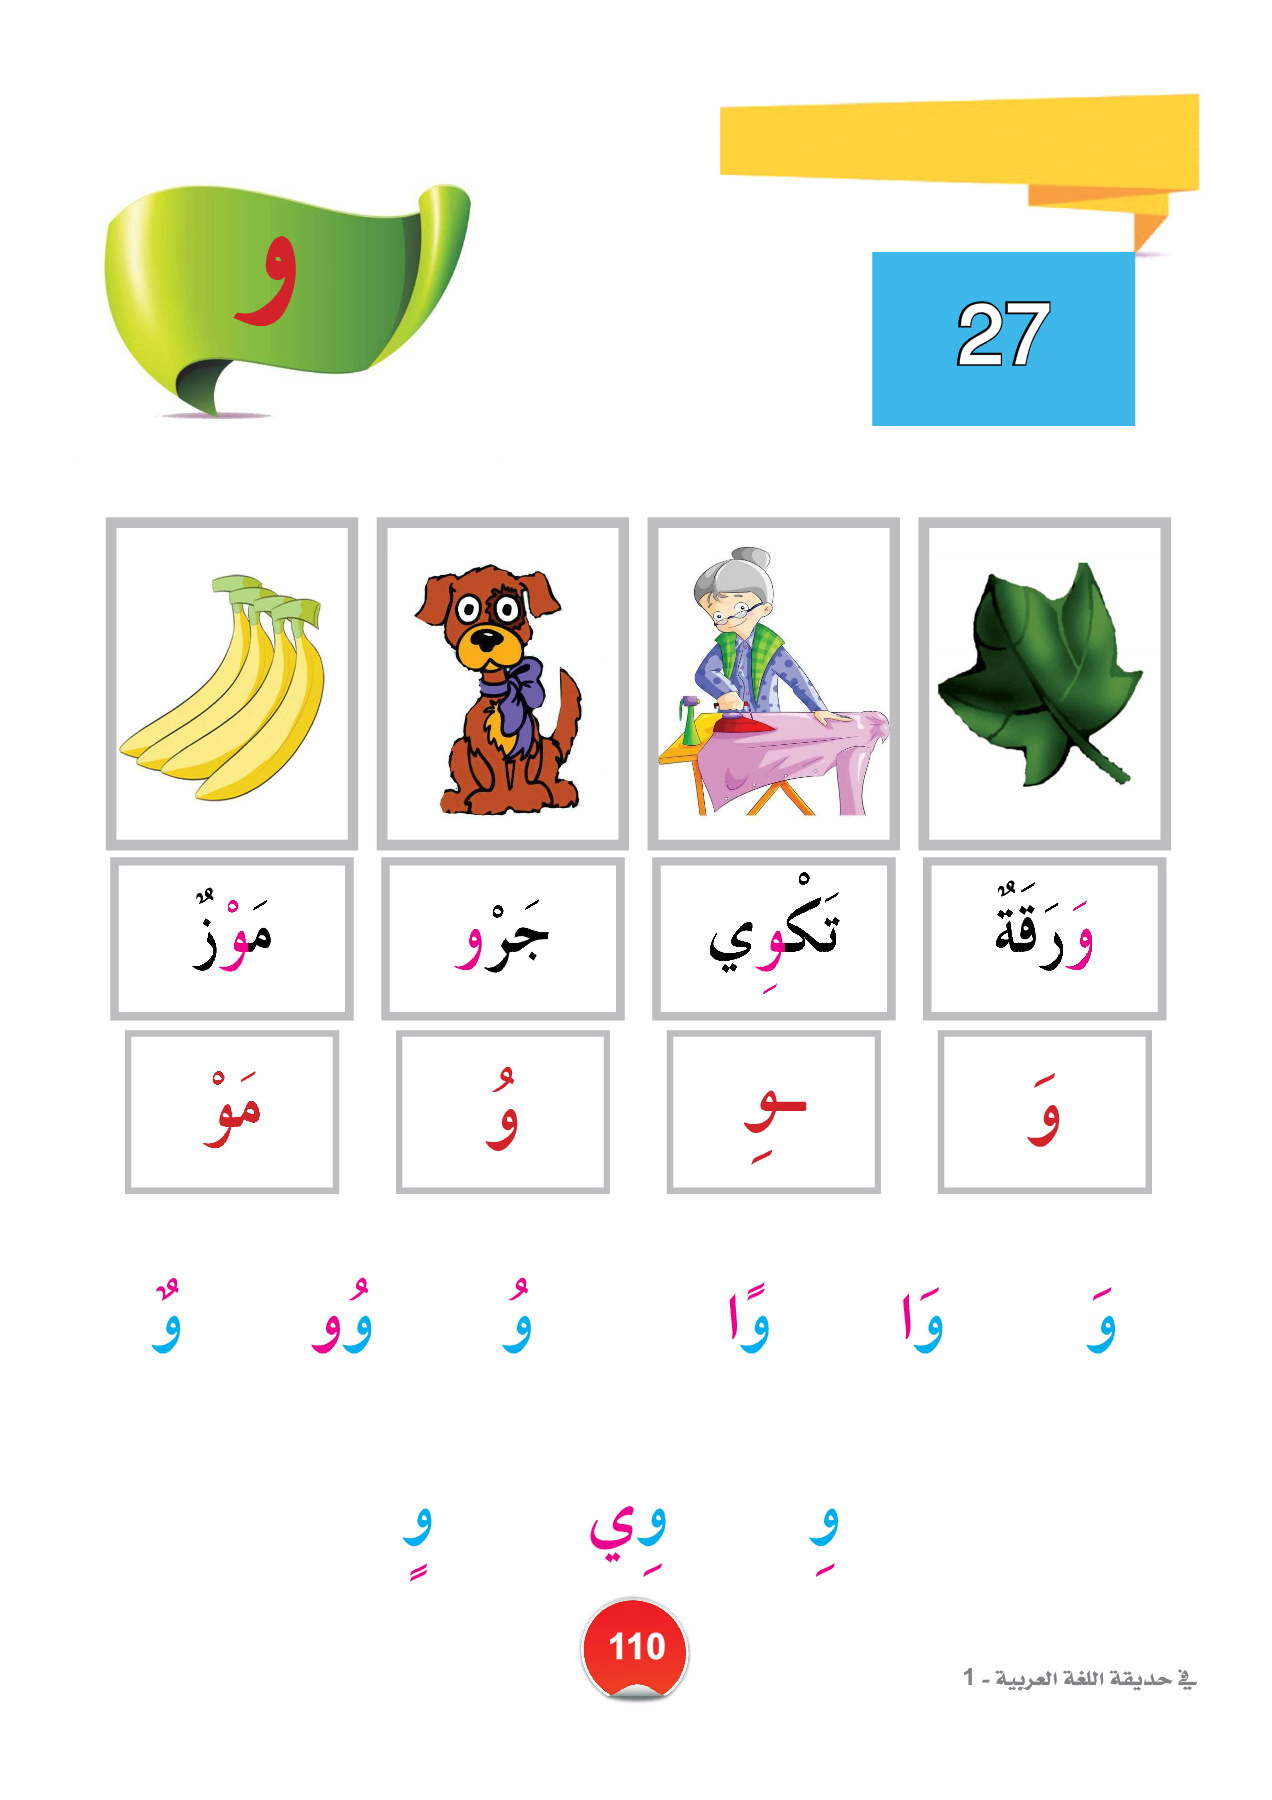 و
27
وَرَقَةٌ تَكْوِي جَرْو مَوْزٌ
وَ ـوِ وُ مَوْ
وَ وَا وًا وُ وُو وٌ
وِ وِي وٍ
110
في حديقة اللغة العربية - 1